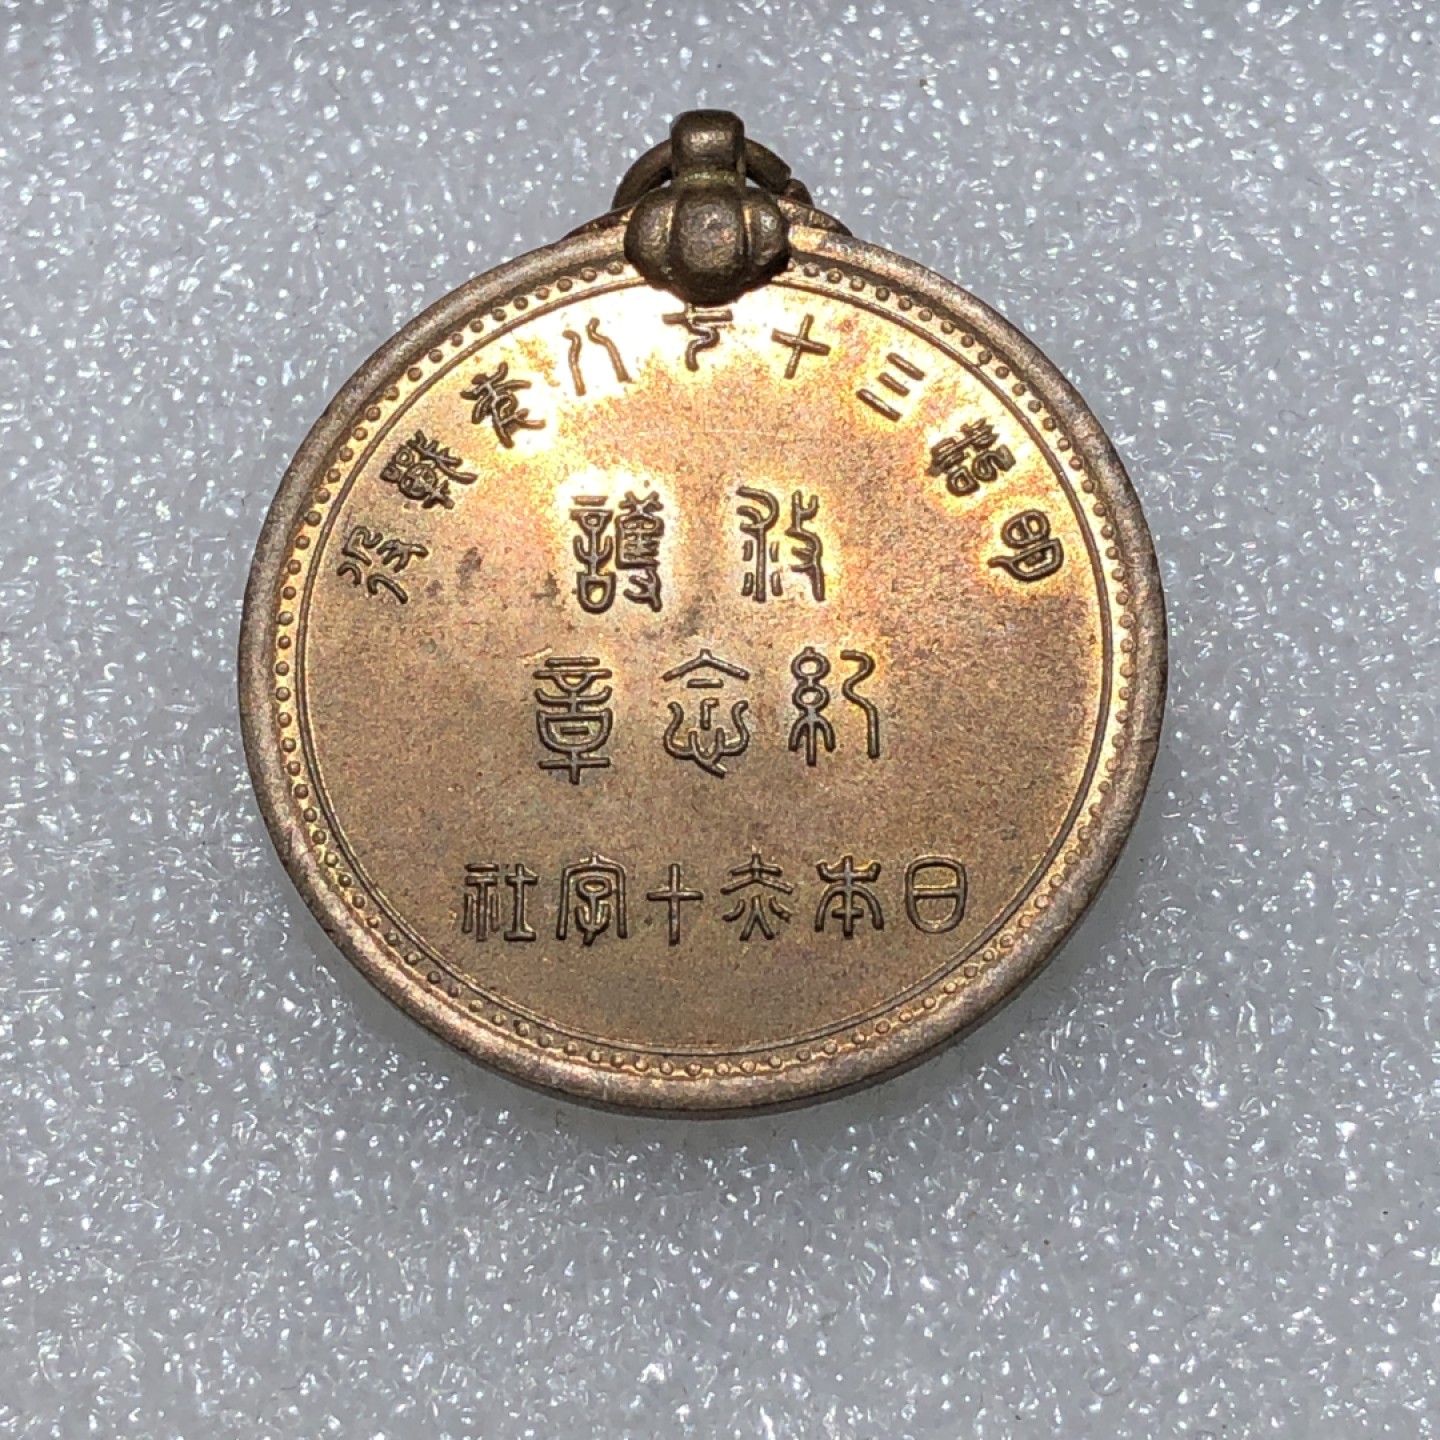 明治三十七八年戰役
救護
紀念章
日本赤十字社